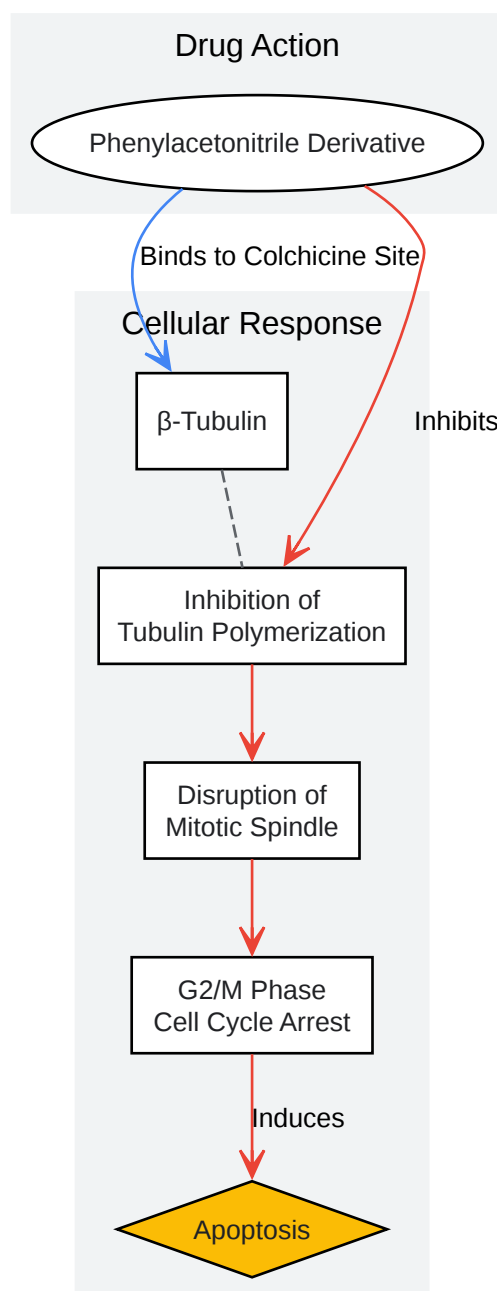 Drug Action
Phenylacetonitrile Derivative
Binds to Colchicine Site
Cellular Response
β-Tubulin
Inhibits
Inhibition of
Tubulin Polymerization
Disruption of
Mitotic Spindle
G2/M Phase
Cell Cycle Arrest
Induces
Apoptosis